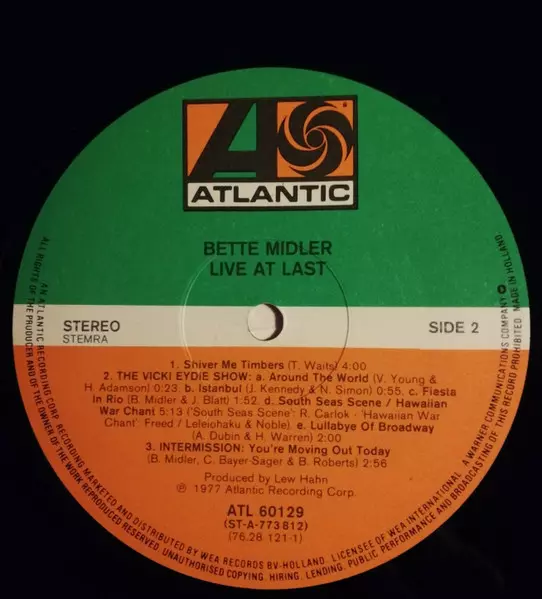 ATLANTIC
BETTE MIDLER
LIVE AT LAST
STEREO
STEMRA
SIDE 2
1. Shiver Me Timbers (T. Waits) 4:00
2. THE VICKI EYDIE SHOW: a. Around The World (V. Young &
H. Adamson) 0:23. b. Istanbul (J. Kennedy & N. Simon) 0:55. c. Fiesta
In Rio (B. Midler & J. Blatt) 1:52. d. South Seas Scene / Hawaiian
War Chant 5:13 ('South Seas Scene': R. Carlok - 'Hawaiian War
Chant' Freed / Leleiohaku & Noble). e. Lullabye Of Broadway
(A. Dubin & H. Warren) 2:00
3. INTERMISSION: You're Moving Out Today
(B. Midler, C. Bayer-Sager & B. Roberts) 2:56
Produced by Lew Hahn
℗ 1977 Atlantic Recording Corp.
ATL 60129
(ST-A-773812)
(76.28 121-1)
AN ATLANTIC RECORDING CORP. RECORDING MARKETED AND DISTRIBUTED BY WEA RECORDS BV-HOLLAND. LICENSEE OF WEA INTERNATIONAL. A WARNER COMMUNICATIONS COMPANY. MADE IN HOLLAND
ALL RIGHTS OF THE PRODUCER AND OF THE OWNER OF THE WORK REPRODUCED RESERVED. UNAUTHORISED COPYING, HIRING, LENDING, PUBLIC PERFORMANCE AND BROADCASTING OF THIS RECORD PROHIBITED.